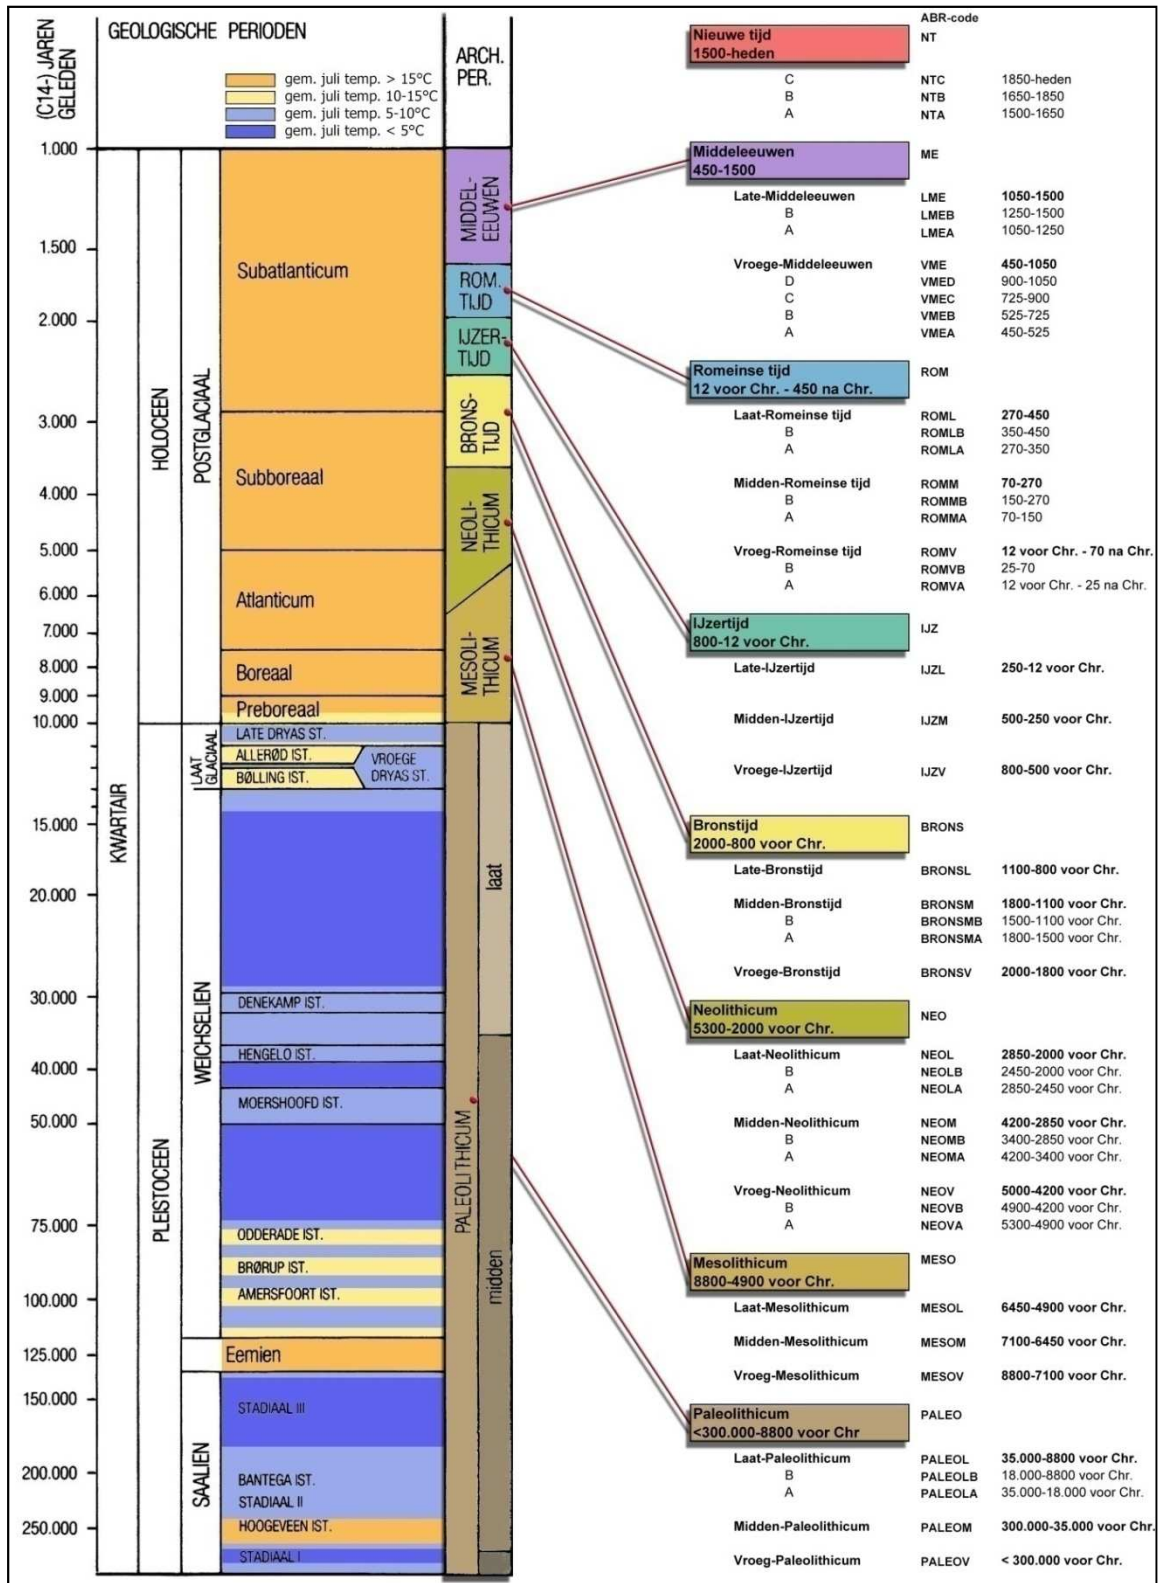 (C14-) JAREN
GELEDEN
GEOLOGISCHE PERIODEN
gem. juli temp. > 15°C
gem. juli temp. 10-15°C
gem. juli temp. 5-10°C
gem. juli temp. < 5°C
ARCH.
PER.
1.000
1.500
2.000
3.000
4.000
5.000
6.000
7.000
8.000
9.000
10.000
15.000
20.000
30.000
40.000
50.000
75.000
100.000
125.000
150.000
200.000
250.000
KWARTAIR
HOLOCEEN
PLEISTOCEEN
POSTGLACIAAL
LAAT
GLACIAAL
WEICHSELIEN
SAALIEN
Subatlanticum
Subboreaal
Atlanticum
Boreaal
Preboreaal
LATE DRYAS ST.
ALLERØD IST.
VROEGE
DRYAS ST.
BØLLING IST.
DENEKAMP IST.
HENGELO IST.
MOERSHOOFD IST.
ODDERADE IST.
BRØRUP IST.
AMERSFOORT IST.
Eemien
STADIAAL III
BANTEGA IST.
STADIAAL II
HOOGEVEEN IST.
STADIAAL I
MIDDEL-
EEUWEN
ROM.
TIJD
IJZER-
TIJD
BRONS-
TIJD
NEOLI-
THICUM
MESOLI-
THICUM
PALEOLITHICUM
laat
midden
ABR-code
Nieuwe tijd NT
1500-heden
C NTC 1850-heden
B NTB 1650-1850
A NTA 1500-1650
Middeleeuwen ME
450-1500
Late-Middeleeuwen LME 1050-1500
B LMEB 1250-1500
A LMEA 1050-1250
Vroege-Middeleeuwen VME 450-1050
D VMED 900-1050
C VMEC 725-900
B VMEB 525-725
A VMEA 450-525
Romeinse tijd ROM
12 voor Chr. - 450 na Chr.
Laat-Romeinse tijd ROML 270-450
B ROMLB 350-450
A ROMLA 270-350
Midden-Romeinse tijd ROMM 70-270
B ROMMB 150-270
A ROMMA 70-150
Vroeg-Romeinse tijd ROMV 12 voor Chr. - 70 na Chr.
B ROMVB 25-70
A ROMVA 12 voor Chr. - 25 na Chr.
IJzertijd IJZ
800-12 voor Chr.
Late-IJzertijd IJZL 250-12 voor Chr.
Midden-IJzertijd IJZM 500-250 voor Chr.
Vroege-IJzertijd IJZV 800-500 voor Chr.
Bronstijd BRONS
2000-800 voor Chr.
Late-Bronstijd BRONSL 1100-800 voor Chr.
Midden-Bronstijd BRONSM 1800-1100 voor Chr.
B BRONSMB 1500-1100 voor Chr.
A BRONSMA 1800-1500 voor Chr.
Vroege-Bronstijd BRONSV 2000-1800 voor Chr.
Neolithicum NEO
5300-2000 voor Chr.
Laat-Neolithicum NEOL 2850-2000 voor Chr.
B NEOLB 2450-2000 voor Chr.
A NEOLA 2850-2450 voor Chr.
Midden-Neolithicum NEOM 4200-2850 voor Chr.
B NEOMB 3400-2850 voor Chr.
A NEOMA 4200-3400 voor Chr.
Vroeg-Neolithicum NEOV 5000-4200 voor Chr.
B NEOVB 4900-4200 voor Chr.
A NEOVA 5300-4900 voor Chr.
Mesolithicum MESO
8800-4900 voor Chr.
Laat-Mesolithicum MESOL 6450-4900 voor Chr.
Midden-Mesolithicum MESOM 7100-6450 voor Chr.
Vroeg-Mesolithicum MESOV 8800-7100 voor Chr.
Paleolithicum PALEO
<300.000-8800 voor Chr
Laat-Paleolithicum PALEOL 35.000-8800 voor Chr.
B PALEOLB 18.000-8800 voor Chr.
A PALEOLA 35.000-18.000 voor Chr.
Midden-Paleolithicum PALEOM 300.000-35.000 voor Chr.
Vroeg-Paleolithicum PALEOV < 300.000 voor Chr.